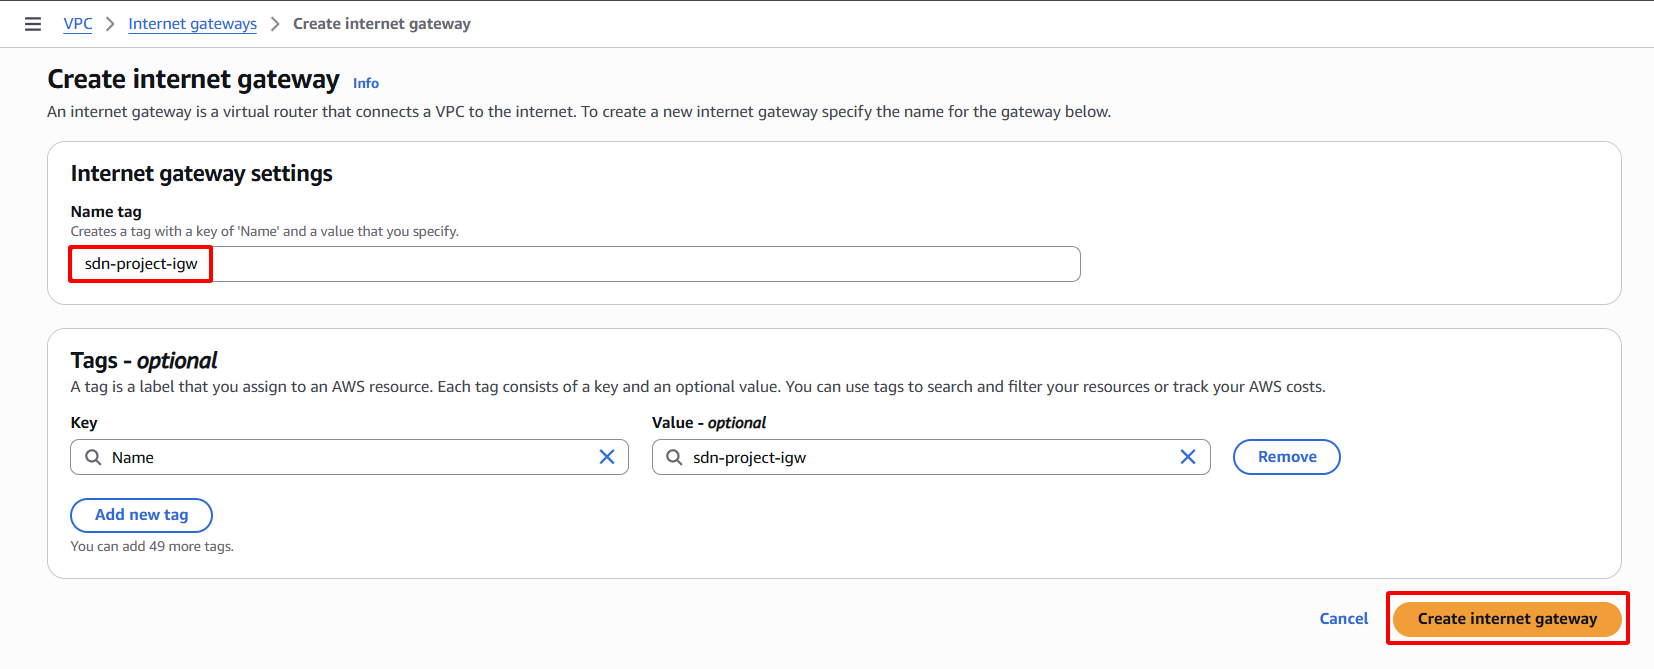 VPC > Internet gateways > Create internet gateway
Create internet gateway Info
An internet gateway is a virtual router that connects a VPC to the internet. To create a new internet gateway specify the name for the gateway below.
Internet gateway settings
Name tag
Creates a tag with a key of 'Name' and a value that you specify.
sdn-project-igw
Tags - optional
A tag is a label that you assign to an AWS resource. Each tag consists of a key and an optional value. You can use tags to search and filter your resources or track your AWS costs.
Key Value - optional
Name sdn-project-igw Remove
Add new tag
You can add 49 more tags.
Cancel Create internet gateway